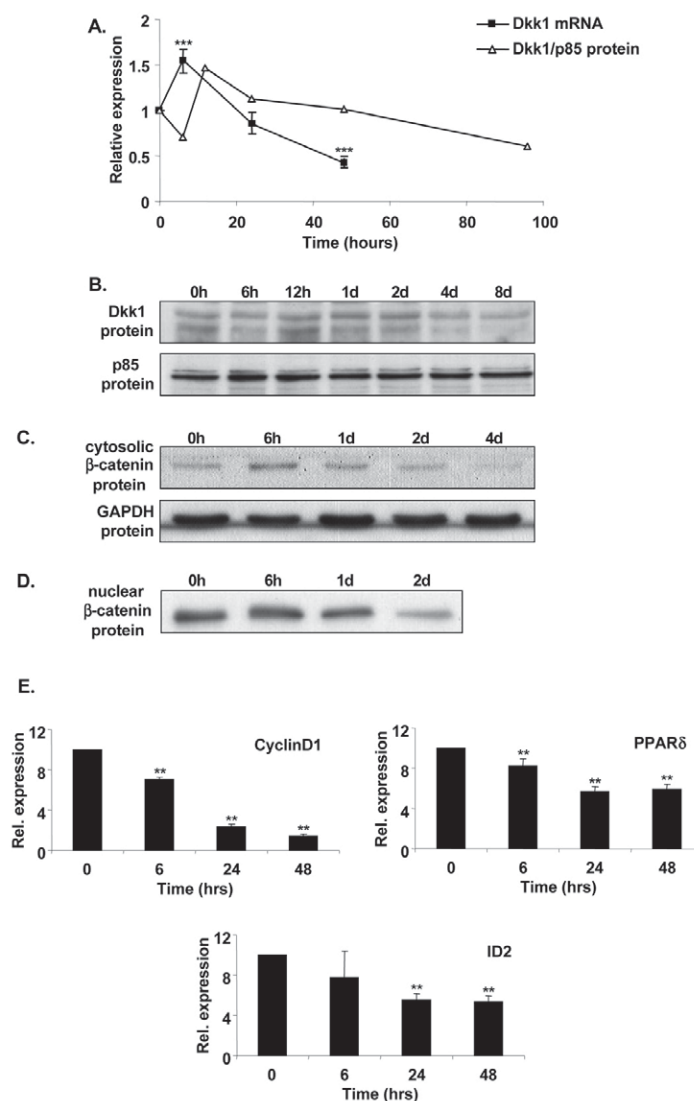 A.
Dkk1 mRNA
Dkk1/p85 protein
Relative expression
2
1.5
1
0.5
0
***
***
0 20 40 60 80 100
Time (hours)
B.
0h 6h 12h 1d 2d 4d 8d
Dkk1
protein
p85
protein
C.
0h 6h 1d 2d 4d
cytosolic
β-catenin
protein
GAPDH
protein
D.
0h 6h 1d 2d
nuclear
β-catenin
protein
E.
CyclinD1
Rel. expression
12
8
4
0
** ** **
0 6 24 48
Time (hrs)
PPARδ
Rel. expression
12
8
4
0
** ** **
0 6 24 48
Time (hrs)
ID2
Rel. expression
12
8
4
0
** **
0 6 24 48
Time (hrs)